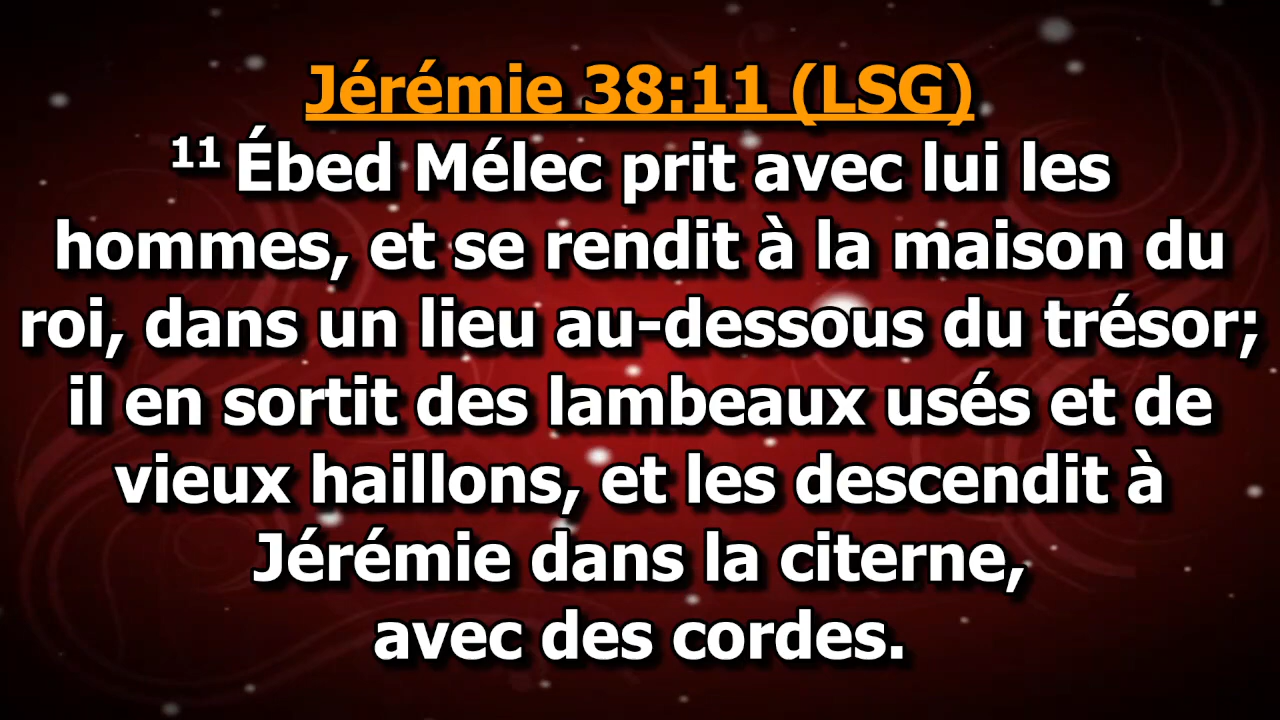 Jérémie 38:11 (LSG)
11 Ébed Mélec prit avec lui les
hommes, et se rendit à la maison du
roi, dans un lieu au-dessous du trésor;
il en sortit des lambeaux usés et de
vieux haillons, et les descendit à
Jérémie dans la citerne,
avec des cordes.